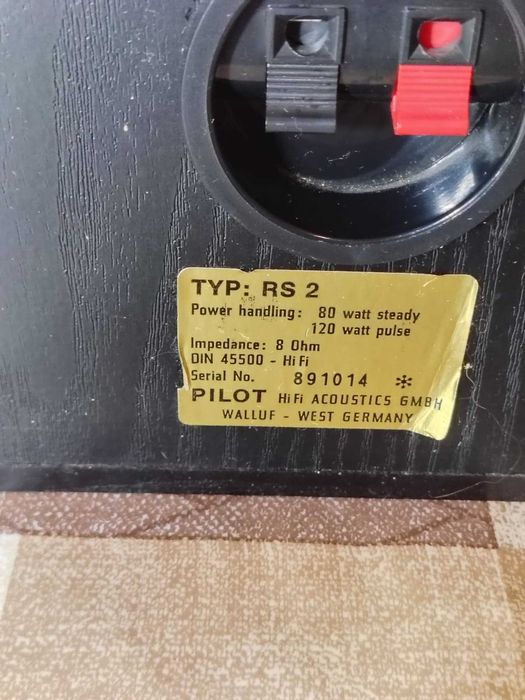 TYP: RS 2
Power handling: 80 watt steady
120 watt pulse
Impedance: 8 Ohm
DIN 45500 - HiFi
Serial No. 891014 *
PILOT HiFi ACOUSTICS GMBH
WALLUF - WEST GERMANY